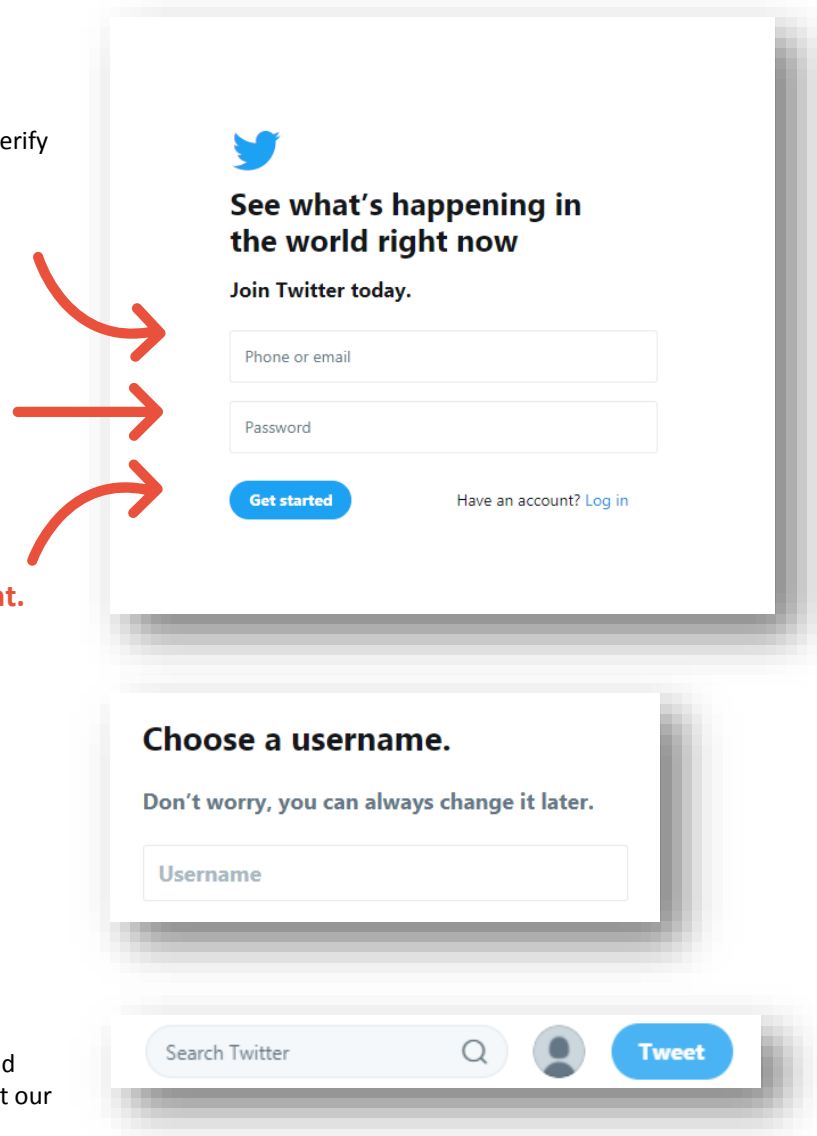 erify
See what's happening in
the world right now
Join Twitter today.
Phone or email
Password
Get started
Have an account? Log in
nt.
Choose a username.
Don't worry, you can always change it later.
Username
Search Twitter
Tweet
d
t our